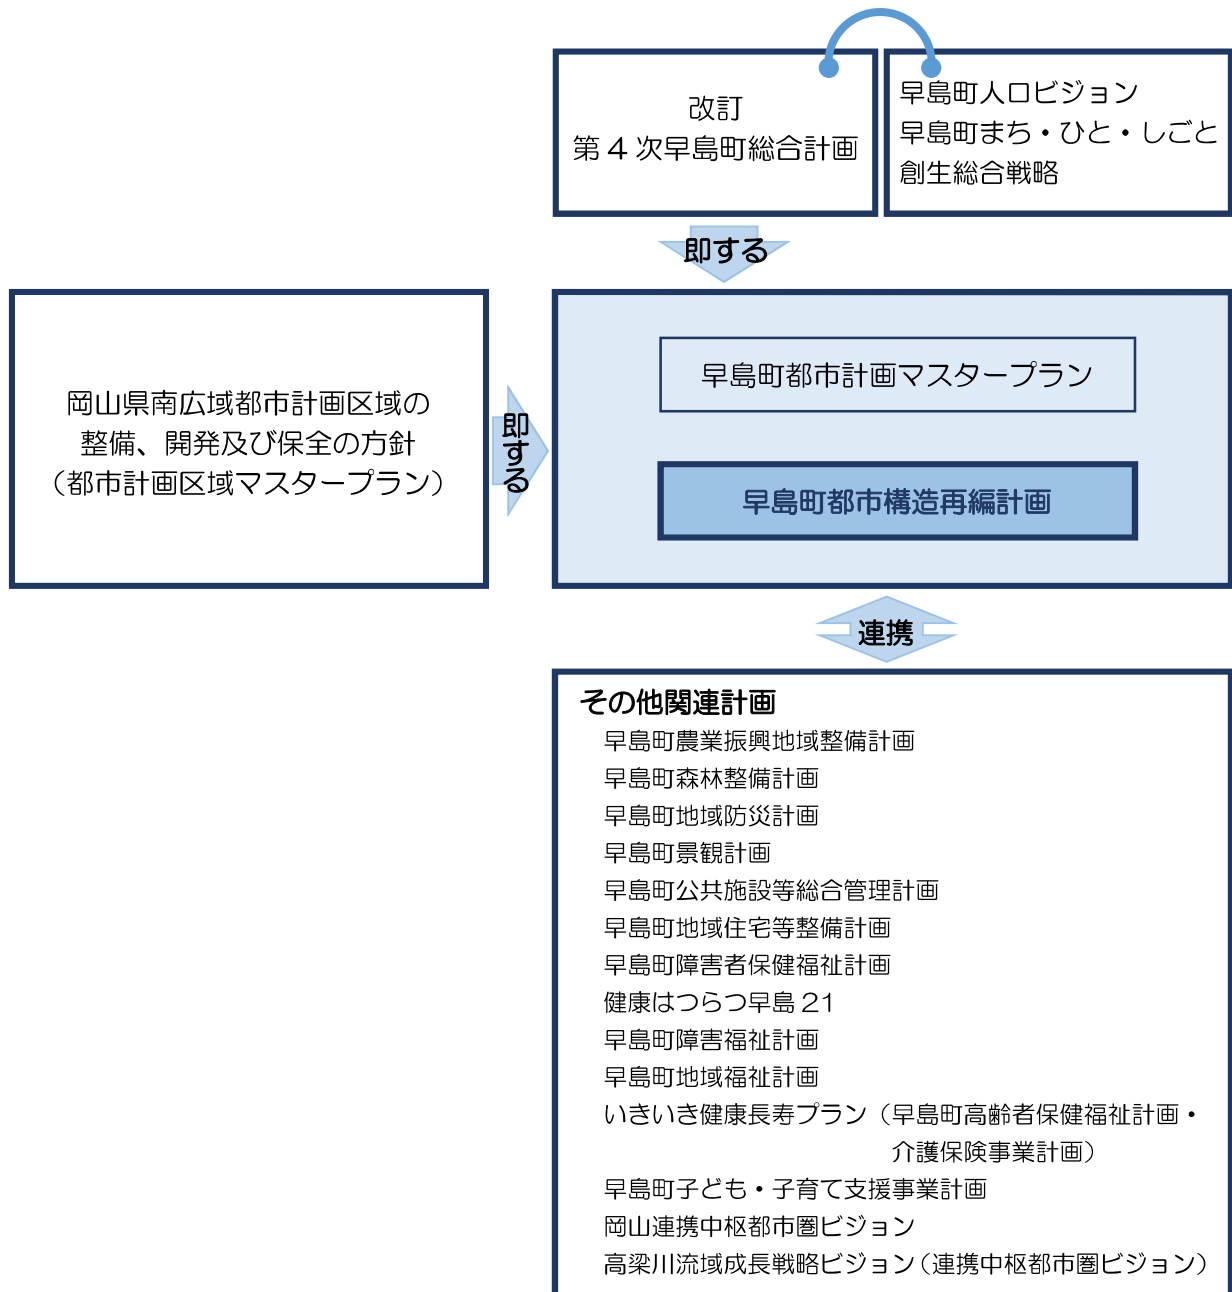 改訂
第４次早島町総合計画
早島町人口ビジョン
早島町まち・ひと・しごと
創生総合戦略
即する
岡山県南広域都市計画区域の
整備、開発及び保全の方針
（都市計画区域マスタープラン）
即する
早島町都市計画マスタープラン
早島町都市構造再編計画
連携
その他関連計画
早島町農業振興地域整備計画
早島町森林整備計画
早島町地域防災計画
早島町景観計画
早島町公共施設等総合管理計画
早島町地域住宅等整備計画
早島町障害者保健福祉計画
健康はつらつ早島 21
早島町障害福祉計画
早島町地域福祉計画
いきいき健康長寿プラン（早島町高齢者保健福祉計画・
介護保険事業計画）
早島町子ども・子育て支援事業計画
岡山連携中枢都市圏ビジョン
高梁川流域成長戦略ビジョン（連携中枢都市圏ビジョン）